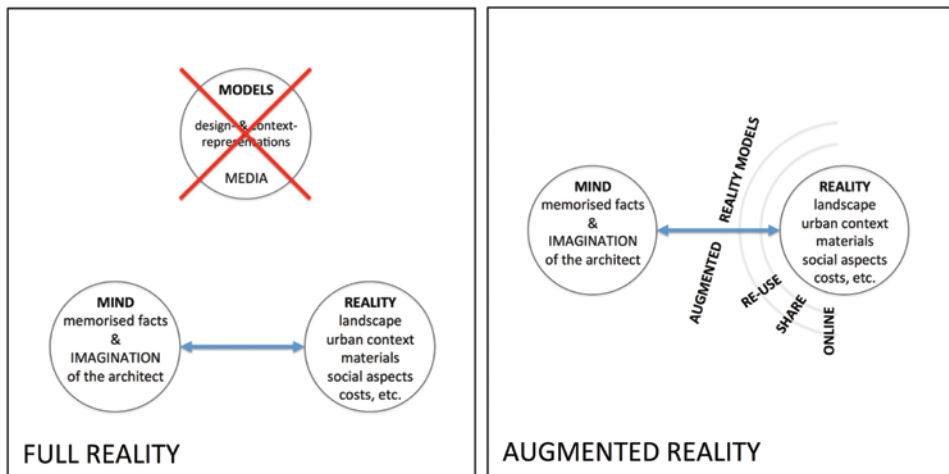 MODELS
design- & context-
representations
MEDIA
MIND
memorised facts
&
IMAGINATION
of the architect
REALITY
landscape
urban context
materials
social aspects
costs, etc.
FULL REALITY
MIND
memorised facts
&
IMAGINATION
of the architect
AUGMENTED
REALITY MODELS
RE-USE
SHARE
ONLINE
REALITY
landscape
urban context
materials
social aspects
costs, etc.
AUGMENTED REALITY